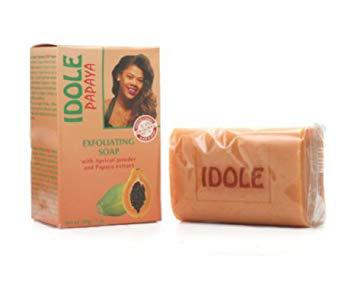 IDOLE
PAPAYA
EXFOLIATING
SOAP
with Apricot powder
and Papaya extract
IDOLE